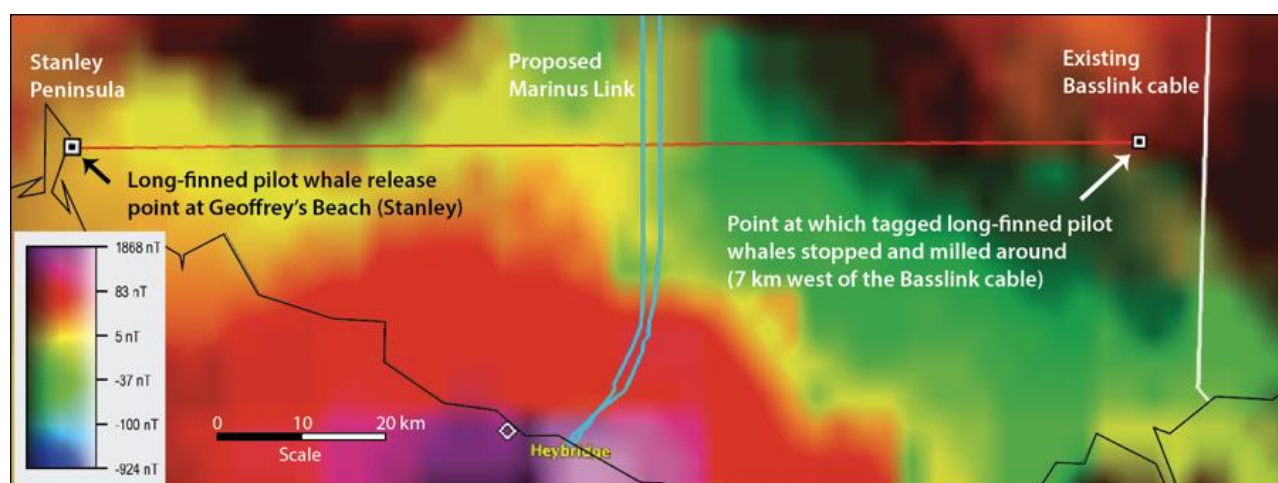 Stanley
Peninsula
Proposed
Marinus Link
Existing
Basslink cable
Long-finned pilot whale release
point at Geoffrey's Beach (Stanley)
Point at which tagged long-finned pilot
whales stopped and milled around
(7 km west of the Basslink cable)
1868 nT
83 nT
5 nT
-37 nT
-100 nT
-924 nT
0 10 20 km
Scale
Heybridge